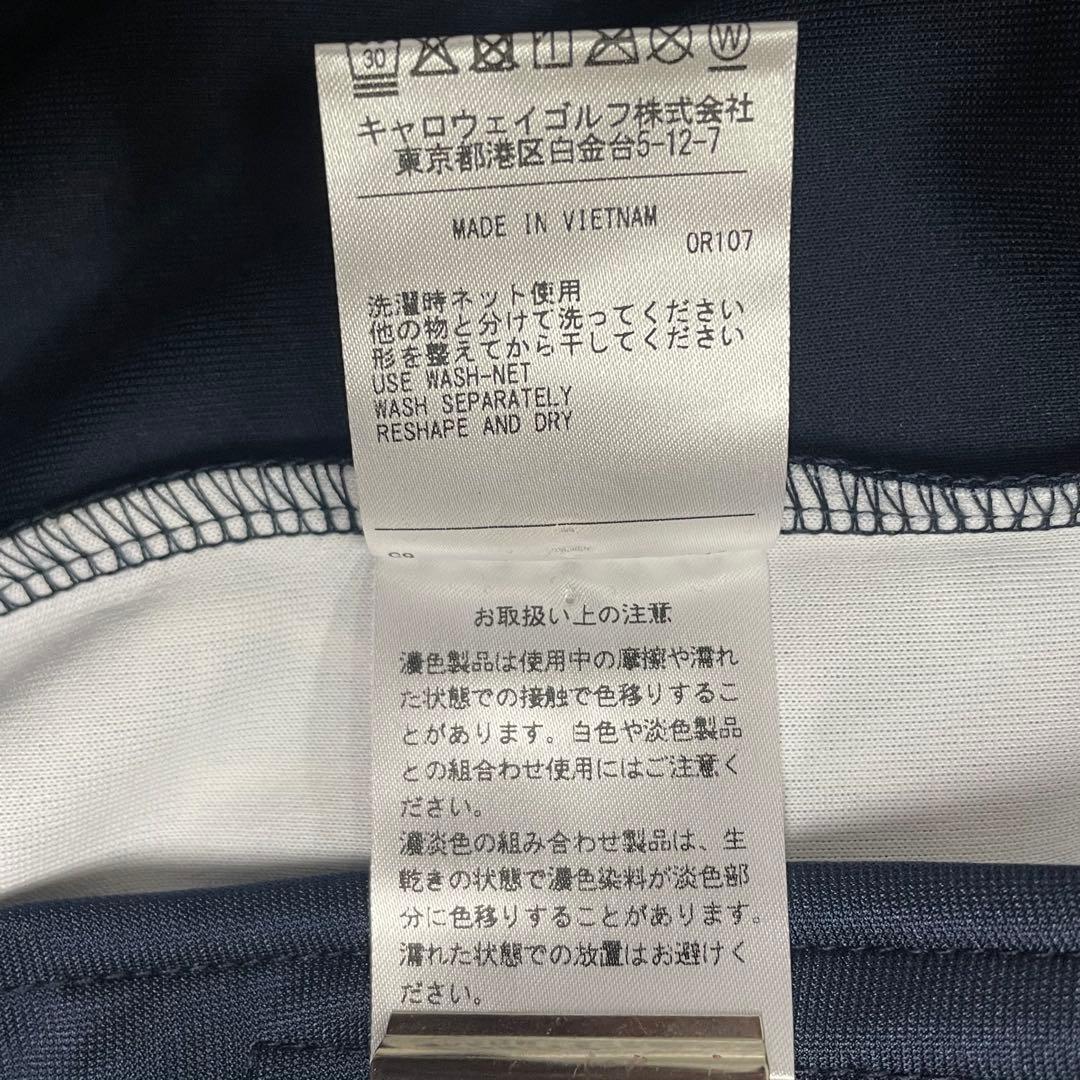 30
W
キャロウェイゴルフ株式会社
東京都港区白金台5-12-7
MADE IN VIETNAM
OR107
洗濯時ネット使用
他の物と分けて洗ってください
形を整えてから干してください
USE WASH-NET
WASH SEPARATELY
RESHAPE AND DRY
お取扱い上の注意
濃色製品は使用中の摩擦や濡れ
た状態での接触で色移りするこ
とがあります。白色や淡色製品
との組合わせ使用にはご注意く
ださい。
濃淡色の組み合わせ製品は、生
乾きの状態で濃色染料が淡色部
分に色移りすることがあります。
濡れた状態での放置はお避けく
ださい。